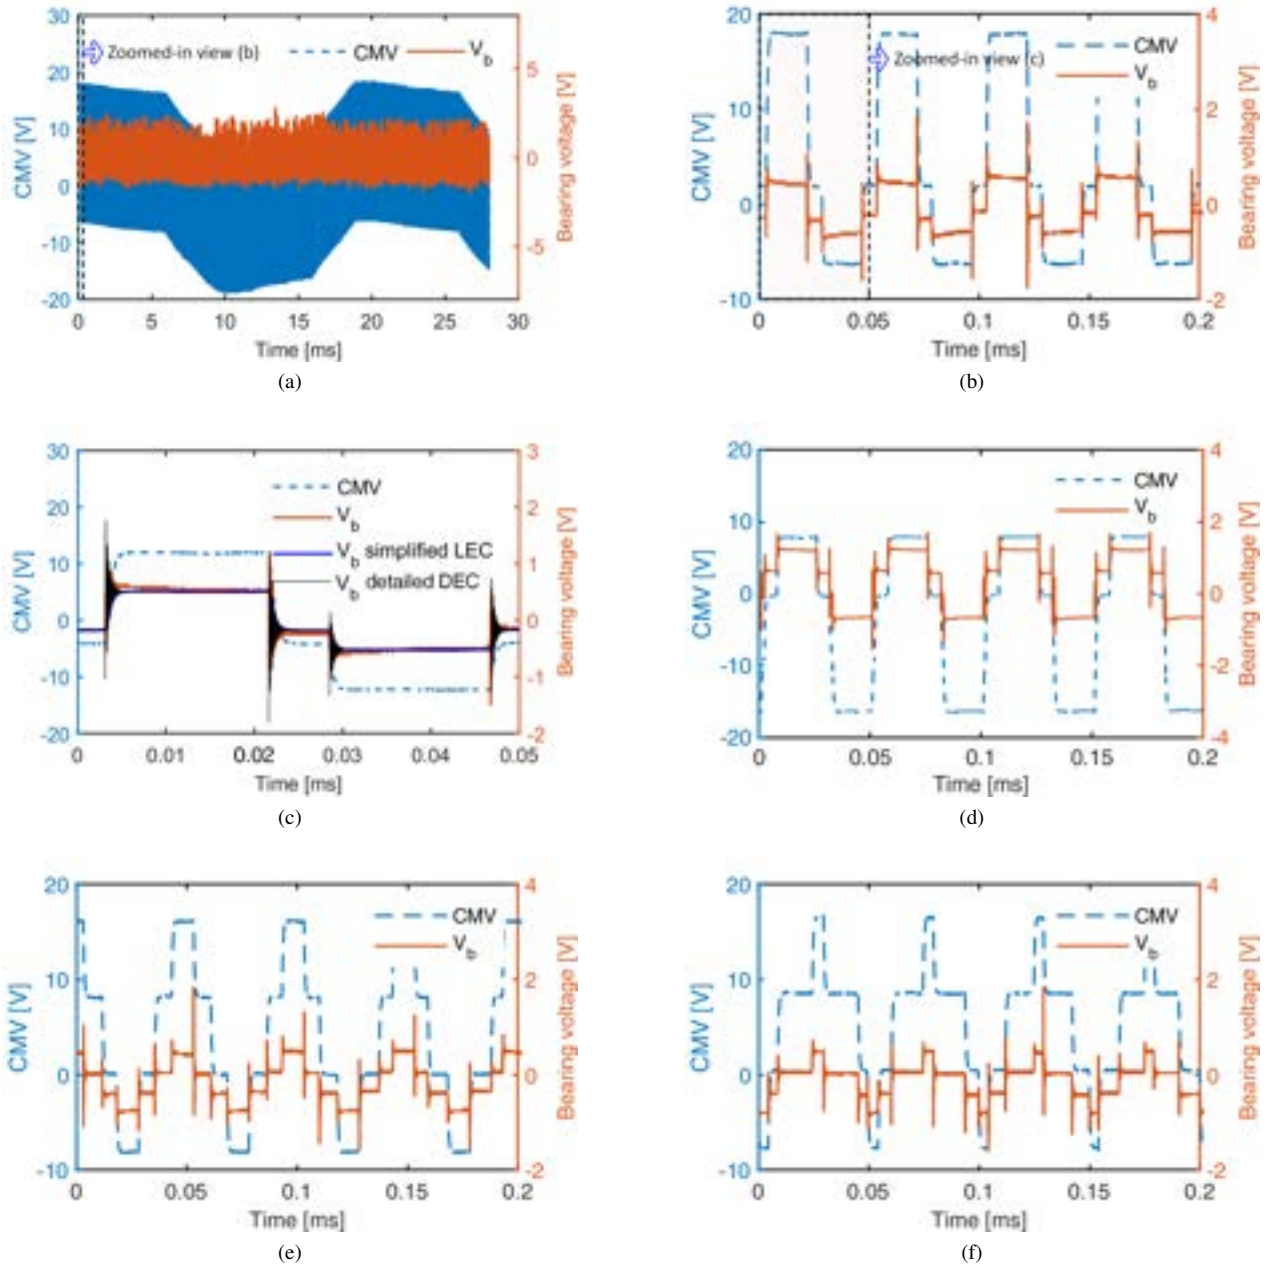 30
20
10
0
-10
-20
CMV [V]
Zoomed-in view (b)
CMV
V_b
5
0
-5
Bearing voltage [V]
0 5 10 15 20 25 30
Time [ms]
(a)
20
10
0
-10
CMV [V]
CMV
Zoomed-in view (c)
V_b
4
2
0
-2
Bearing voltage [V]
0 0.05 0.1 0.15 0.2
Time [ms]
(b)
30
20
10
0
-10
-20
CMV [V]
CMV
V_b
V_b simplified LEC
V_b detailed DEC
3
2
1
0
-1
-2
Bearing voltage [V]
0 0.01 0.02 0.03 0.04 0.05
Time [ms]
(c)
20
10
0
-10
-20
CMV [V]
CMV
V_b
4
2
0
-2
-4
Bearing voltage [V]
0 0.05 0.1 0.15 0.2
Time [ms]
(d)
20
10
0
-10
CMV [V]
CMV
V_b
4
2
0
-2
Bearing voltage [V]
0 0.05 0.1 0.15 0.2
Time [ms]
(e)
20
10
0
-10
CMV [V]
CMV
V_b
4
2
0
-2
Bearing voltage [V]
0 0.05 0.1 0.15 0.2
Time [ms]
(f)